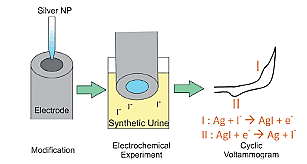 Silver NP
Electrode
I⁻
I⁻
I⁻
Synthetic Urine
I
II
I : Ag + I⁻ → AgI + e⁻
II : AgI + e⁻ → Ag + I⁻
Modification
Electrochemical
Experiment
Cyclic
Voltammogram